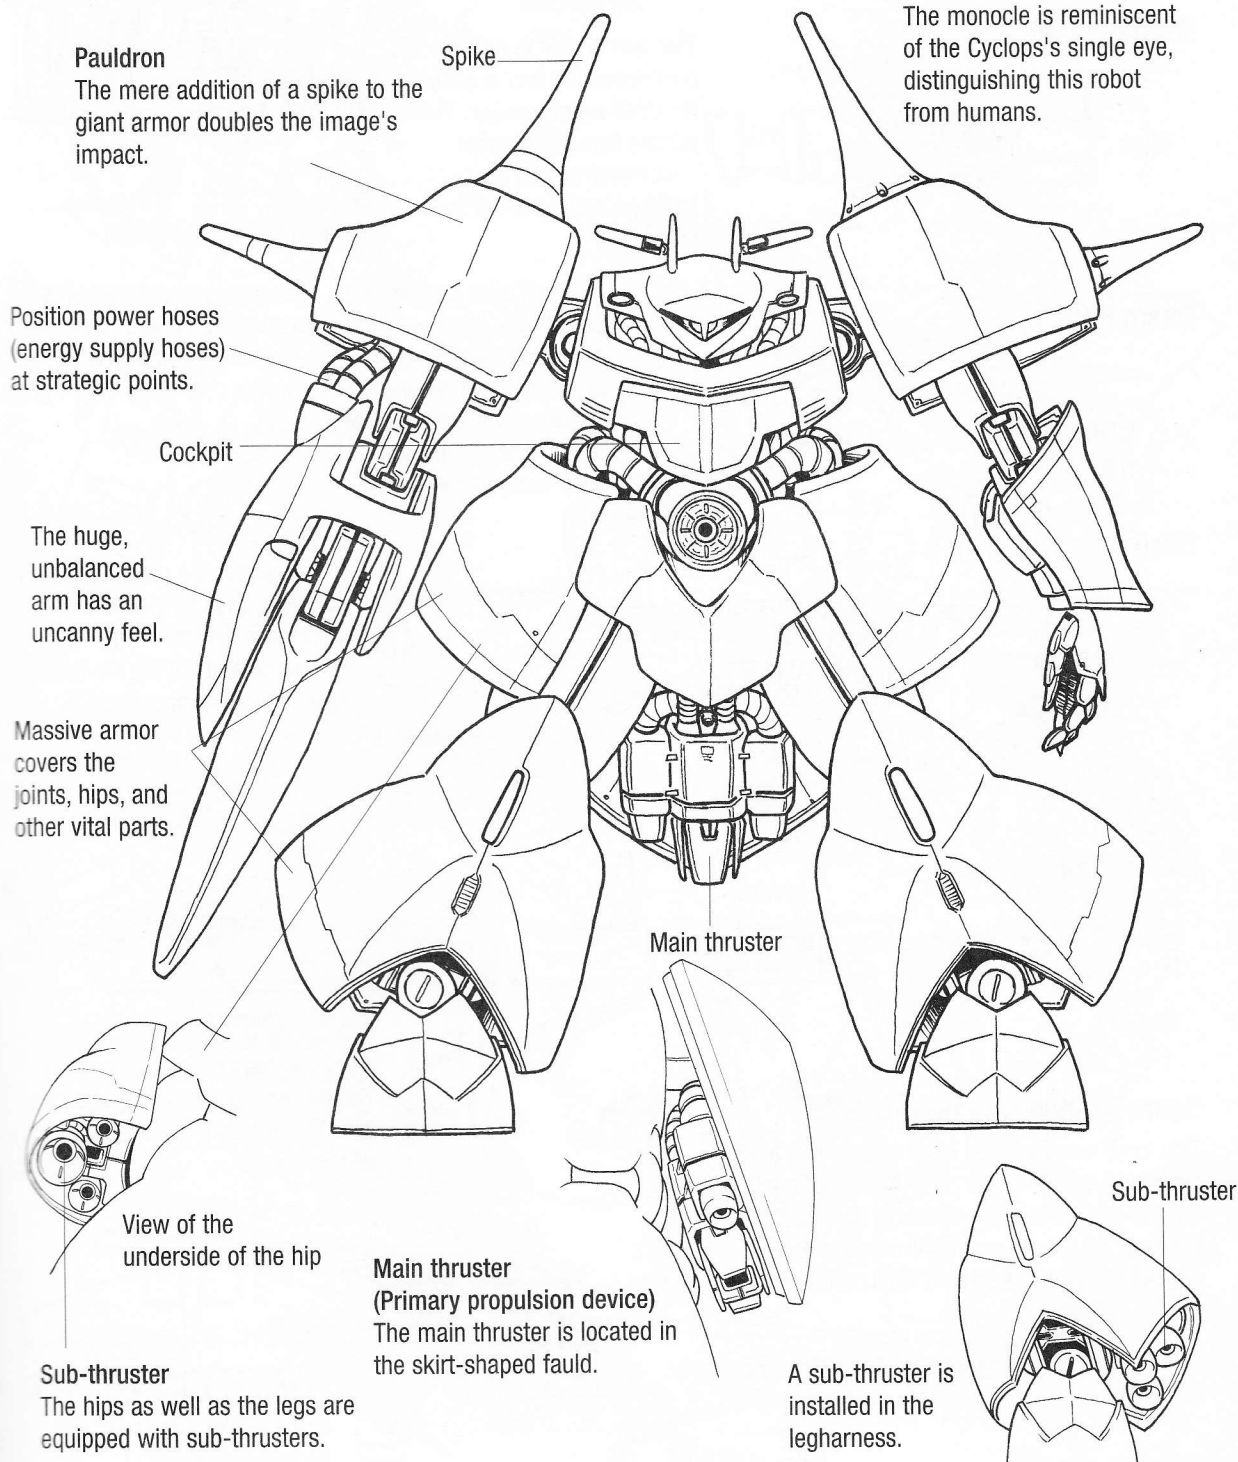 Pauldron
The mere addition of a spike to the
giant armor doubles the image's
impact.
Spike
The monocle is reminiscent
of the Cyclops's single eye,
distinguishing this robot
from humans.
Position power hoses
(energy supply hoses)
at strategic points.
Cockpit
The huge,
unbalanced
arm has an
uncanny feel.
Massive armor
covers the
joints, hips, and
other vital parts.
Main thruster
View of the
underside of the hip
Sub-thruster
The hips as well as the legs are
equipped with sub-thrusters.
Main thruster
(Primary propulsion device)
The main thruster is located in
the skirt-shaped fauld.
Sub-thruster
A sub-thruster is
installed in the
legharness.